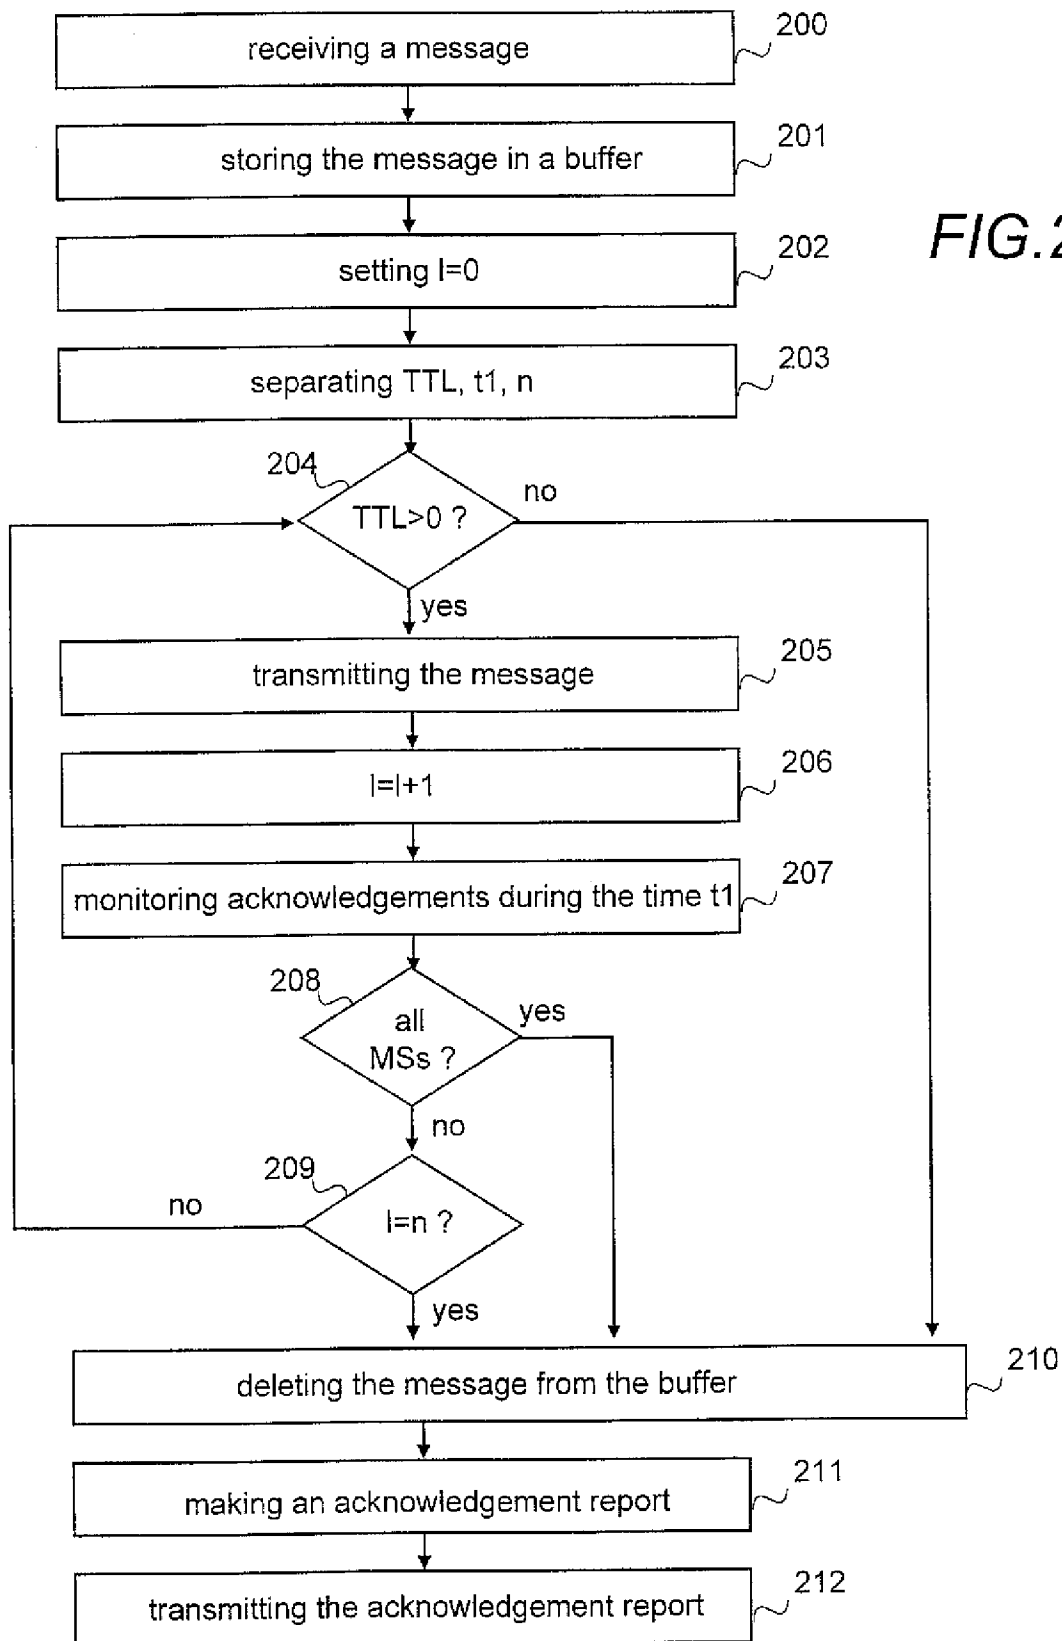 receiving a message
200
storing the message in a buffer
201
FIG.2
setting I=0
202
separating TTL, t1, n
203
204
TTL>0 ?
no
yes
transmitting the message
205
I=I+1
206
monitoring acknowledgements during the time t1
207
208
all
MSs ?
yes
no
209
I=n ?
no
yes
deleting the message from the buffer
210
making an acknowledgement report
211
transmitting the acknowledgement report
212